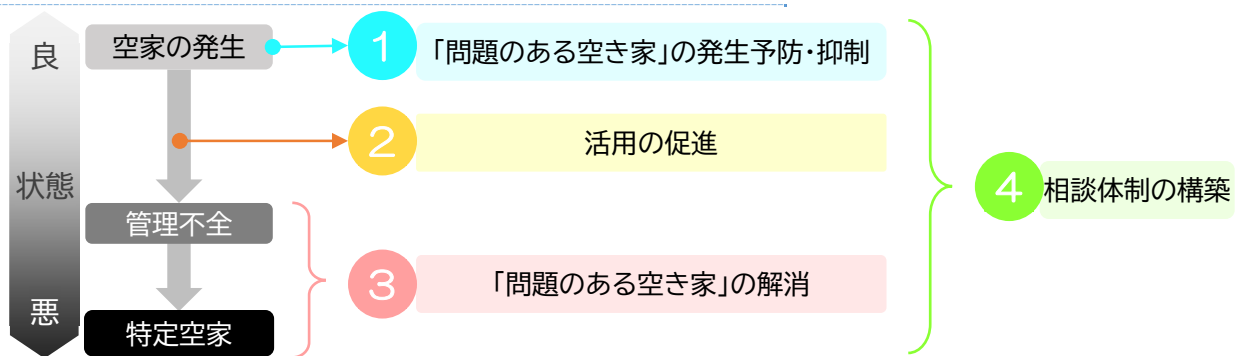 良
状態
悪
空家の発生
管理不全
特定空家
1
「問題のある空き家」の発生予防・抑制
2
活用の促進
3
「問題のある空き家」の解消
4
相談体制の構築